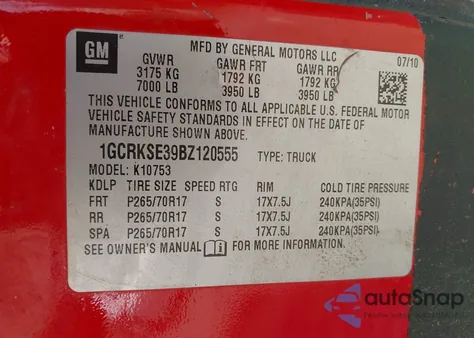 GM
MFD BY GENERAL MOTORS LLC
GVWR GAWR FRT GAWR RR 07/10
3175 KG 1792 KG 1792 KG
7000 LB 3950 LB 3950 LB
THIS VEHICLE CONFORMS TO ALL APPLICABLE U.S. FEDERAL MOTOR
VEHICLE SAFETY STANDARDS IN EFFECT ON THE DATE OF
MANUFACTURE SHOWN ABOVE.
1GCRKSE39BZ120555 TYPE: TRUCK
MODEL: K10753
KDLP TIRE SIZE SPEED RTG RIM COLD TIRE PRESSURE
FRT P265/70R17 S 17X7.5J 240KPA(35PSI)
RR P265/70R17 S 17X7.5J 240KPA(35PSI)
SPA P265/70R17 S 17X7.5J 240KPA(35PSI)
SEE OWNER'S MANUAL FOR MORE INFORMATION.
autoSnap